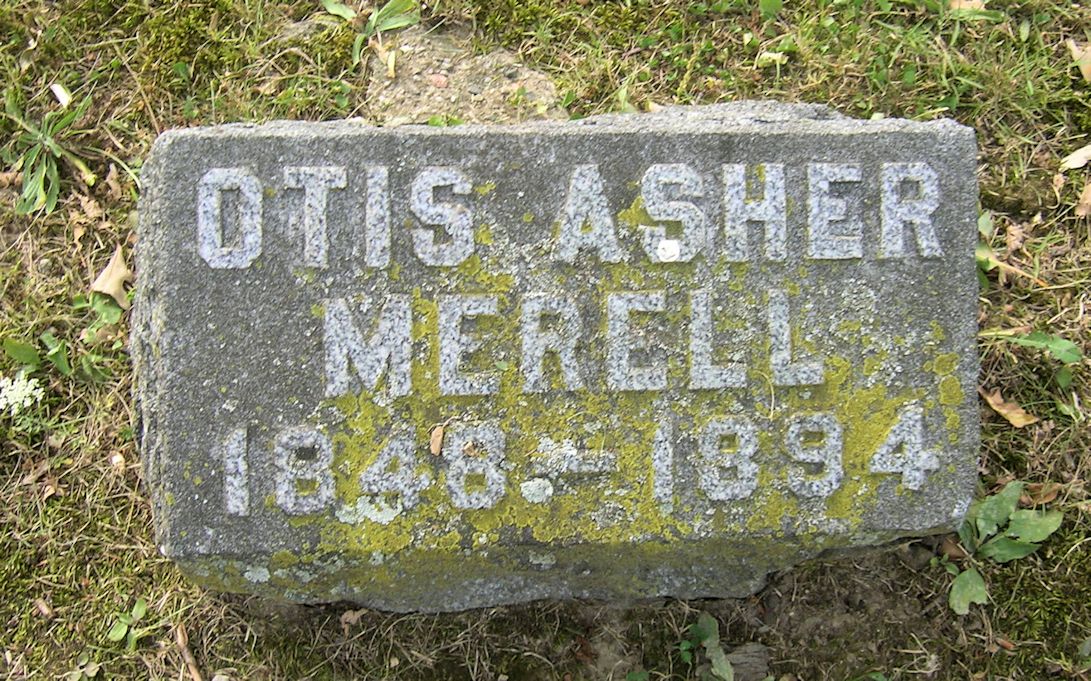 OTIS ASHER
MERELL
1848-1894